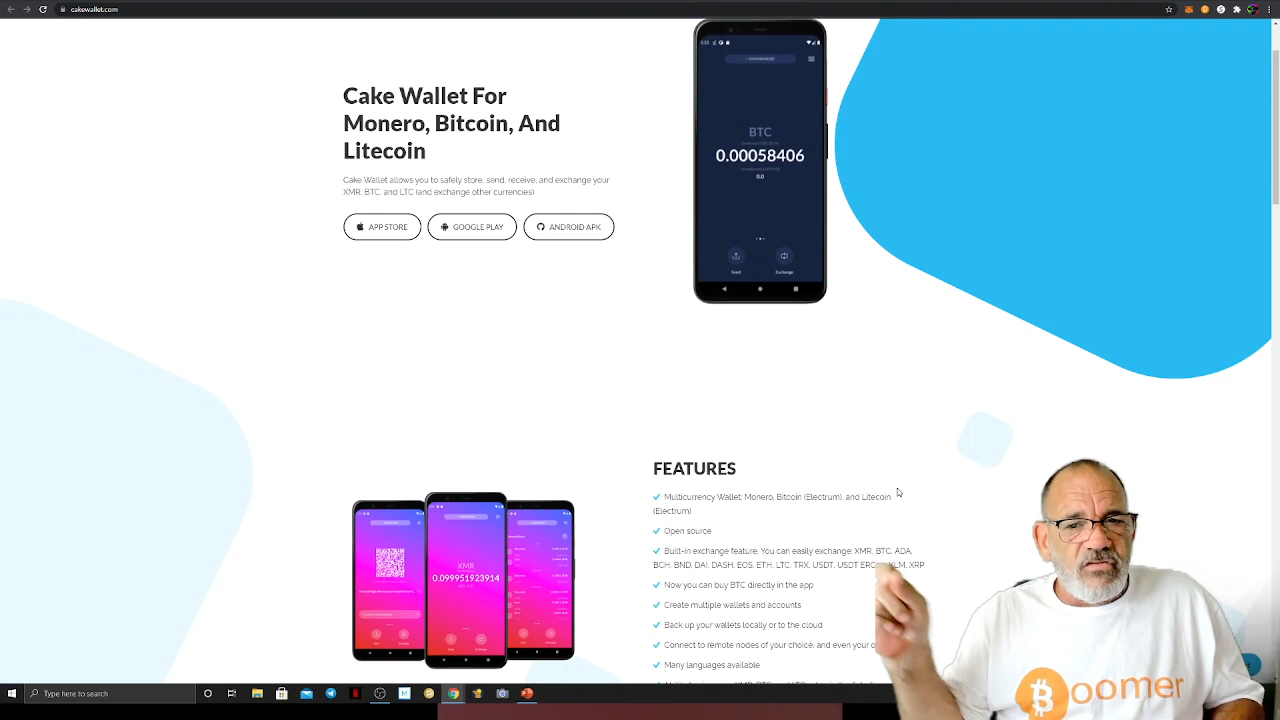 cakewallet.com
Cake Wallet For
Monero, Bitcoin, And
Litecoin
Cake Wallet allows you to safely store, send, receive, and exchange your
XMR, BTC, and LTC (and exchange other currencies)
APP STORE
GOOGLE PLAY
ANDROID APK
BTC
0.00058406
0.0
Send
Exchange
FEATURES
Multicurrency Wallet: Monero, Bitcoin (Electrum), and Litecoin
(Electrum)
Open source
Built-in exchange feature. You can easily exchange: XMR, BTC, ADA,
BCH, BND, DAI, DASH, EOS, ETH, LTC, TRX, USDT, USDT ERC XLM, XRP
Now you can buy BTC directly in the app
Create multiple wallets and accounts
Back up your wallets locally or to the cloud
Connect to remote nodes of your choice, and even your
Many languages available
XMR
0.099951923914
Boomer
Type here to search